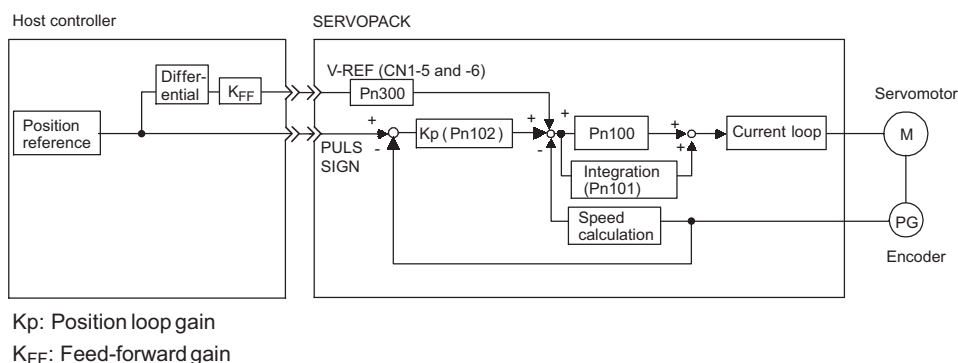 Host controller
SERVOPACK
V-REF (CN1-5 and -6)
Differ-
ential
KFF
Pn300
Servomotor
Position
reference
+
-
PULS
SIGN
Kp (Pn102)
+
+
-
+
Pn100
Integration
(Pn101)
+
+
Current loop
M
Speed
calculation
PG
Encoder
Kp: Position loop gain
KFF: Feed-forward gain